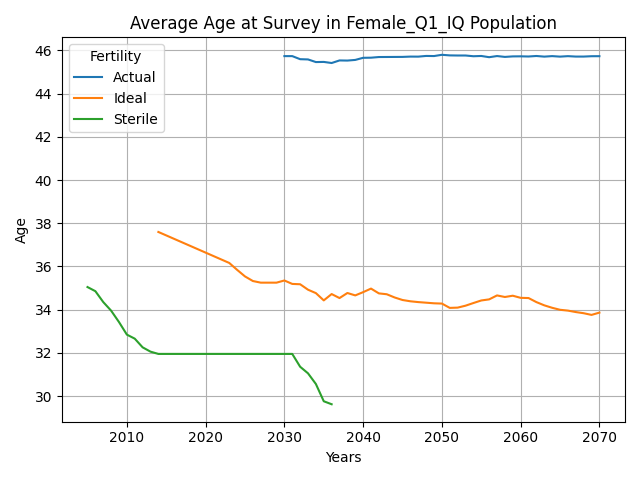 Average Age at Survey in Female_Q1_IQ Population
46
44
42
40
38
36
34
32
30
Age
Fertility
Actual
Ideal
Sterile
2010 2020 2030 2040 2050 2060 2070
Years